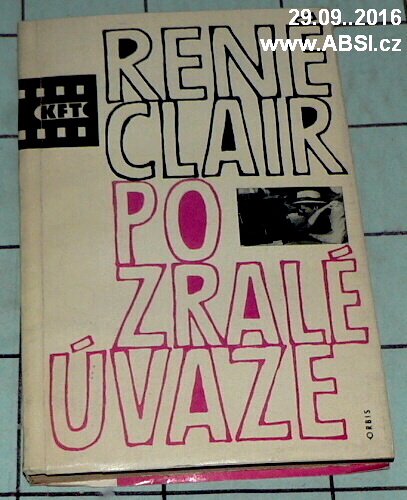 29.09..2016
www.ABSI.cz
RENÉ
CLAIR
KFT
PO
ZRALÉ
ÚVAZE
ORBIS